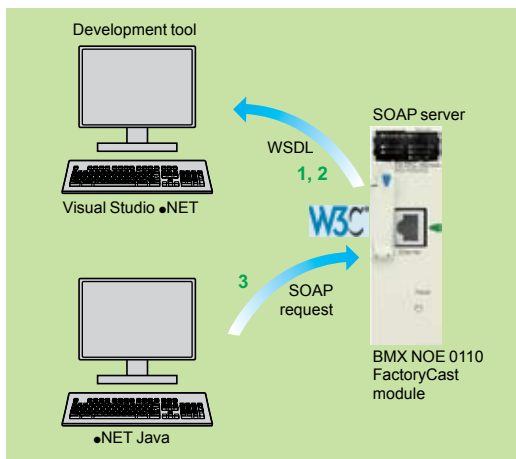 Development tool
SOAP server
WSDL
1, 2
Visual Studio •NET
W3C
3
SOAP
request
BMX NOE 0110
FactoryCast
module
•NET Java